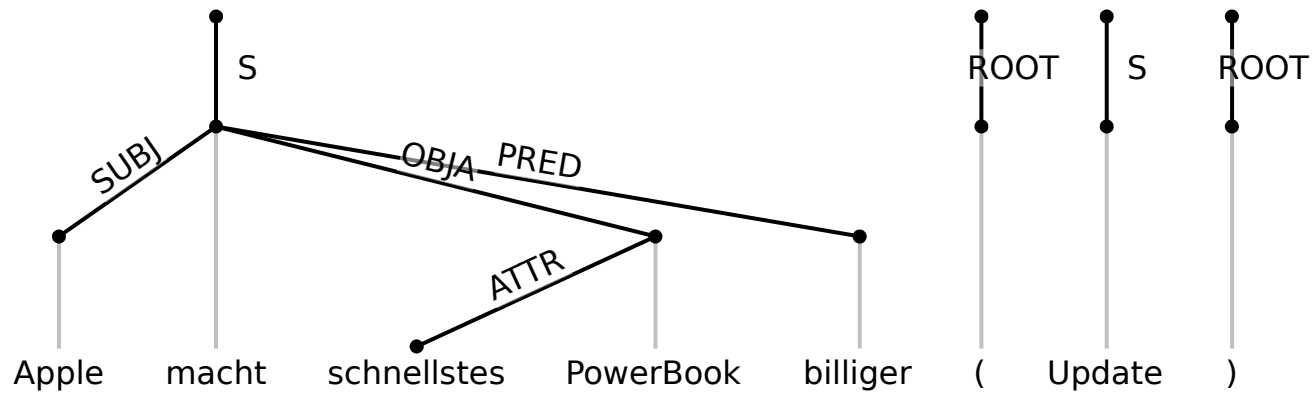 S ROOT S ROOT
SUBJ OBJA PRED
ATTR
Apple macht schnellstes PowerBook billiger ( Update )